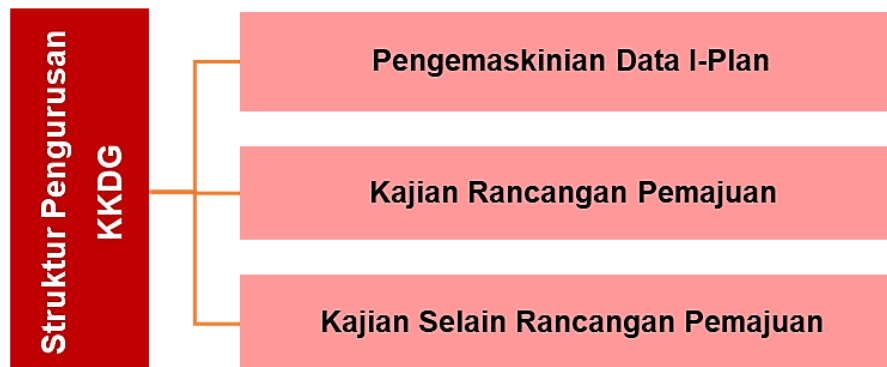 Struktur Pengurusan
KKDG
Pengemaskinian Data I-Plan
Kajian Rancangan Pemajuan
Kajian Selain Rancangan Pemajuan